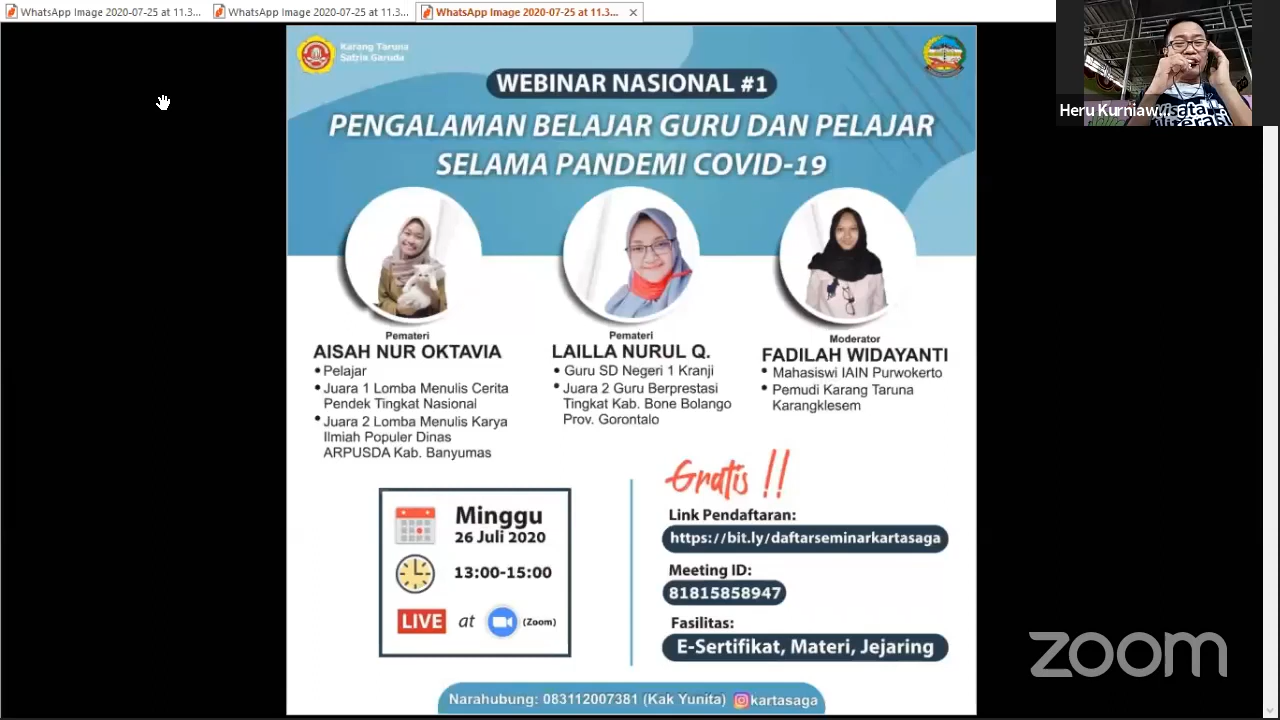 WhatsApp Image 2020-07-25 at 11.3...
WhatsApp Image 2020-07-25 at 11.3...
WhatsApp Image 2020-07-25 at 11.3...
Karang Taruna
Satria Garuda
WEBINAR NASIONAL #1
PENGALAMAN BELAJAR GURU DAN PELAJAR
SELAMA PANDEMI COVID-19
Pemateri
AISAH NUR OKTAVIA
• Pelajar
• Juara 1 Lomba Menulis Cerita
Pendek Tingkat Nasional
• Juara 2 Lomba Menulis Karya
Ilmiah Populer Dinas
ARPUSDA Kab. Banyumas
Pemateri
LAILLA NURUL Q.
• Guru SD Negeri 1 Kranji
• Juara 2 Guru Berprestasi
Tingkat Kab. Bone Bolango
Prov. Gorontalo
Moderator
FADILAH WIDAYANTI
• Mahasiswi IAIN Purwokerto
• Pemudi Karang Taruna
Karangklesem
Minggu
26 Juli 2020
13:00-15:00
LIVE at (Zoom)
Gratis !!
Link Pendaftaran:
https://bit.ly/daftarseminarkartasaga
Meeting ID:
81815858947
Fasilitas:
E-Sertifikat, Materi, Jejaring
Narahubung: 083112007381 (Kak Yunita) kartasaga
Heru Kurniaw...
zoom